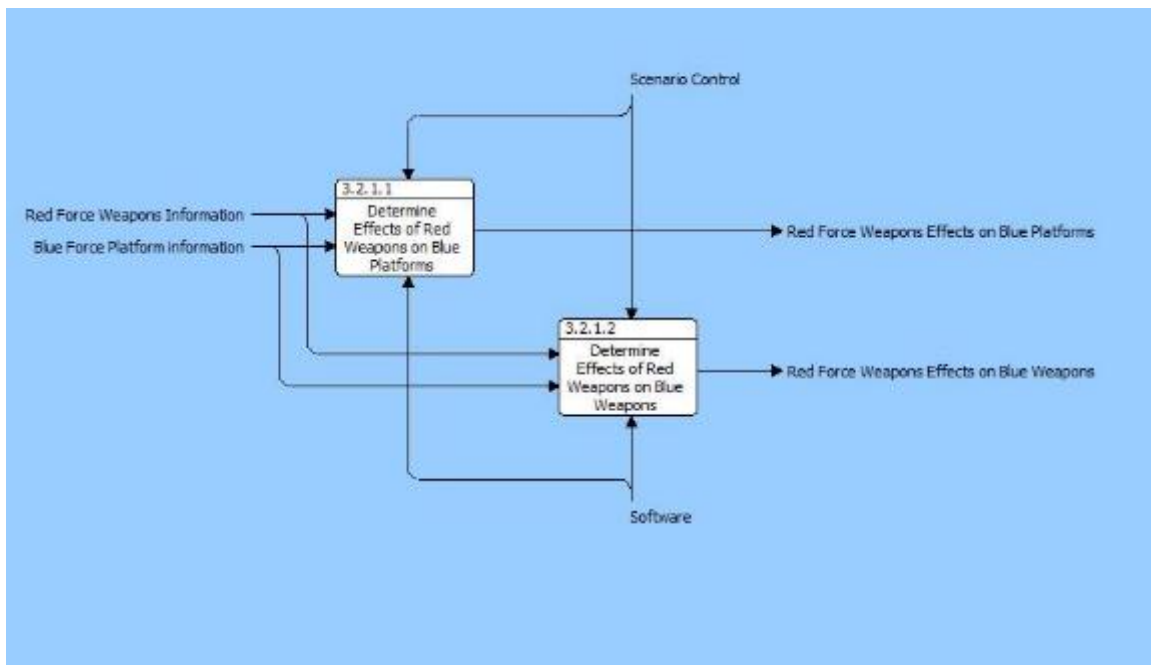 Scenario Control
3.2.1.1
Determine
Effects of Red
Weapons on Blue
Platforms
Red Force Weapons Information
Blue Force Platform Information
Red Force Weapons Effects on Blue Platforms
3.2.1.2
Determine
Effects of Red
Weapons on Blue
Weapons
Red Force Weapons Effects on Blue Weapons
Software